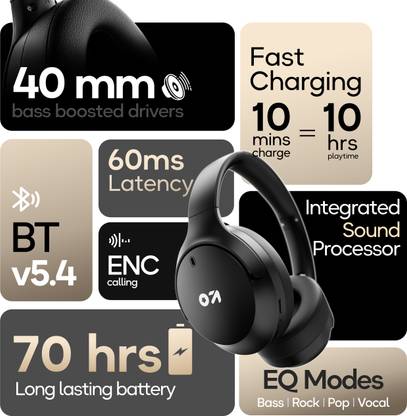 40 mm
bass boosted drivers
Fast
Charging
10 = 10
mins hrs
charge playtime
60ms
Latency
BT
v5.4
ENC
calling
Integrated
Sound
Processor
70 hrs
Long lasting battery
EQ Modes
Bass | Rock | Pop | Vocal